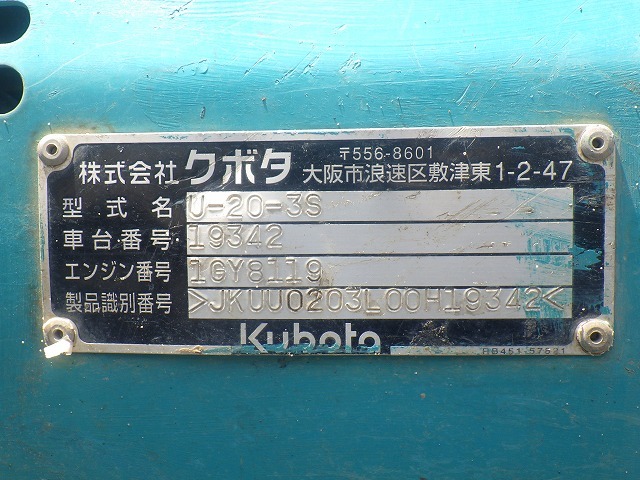 株式会社クボタ 〒556-8601
大阪市浪速区敷津東1-2-47
型式名 U-20-3S
車台番号 19342
エンジン番号 1GY8119
製品識別番号 >JKUU0203L00H19342<
Kubota